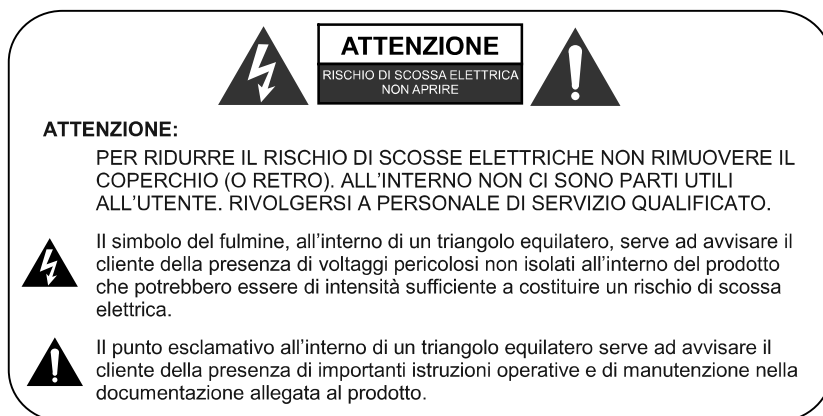 ATTENZIONE
RISCHIO DI SCOSSA ELETTRICA
NON APRIRE
ATTENZIONE:
PER RIDURRE IL RISCHIO DI SCOSSE ELETTRICHE NON RIMUOVERE IL
COPERCHIO (O RETRO). ALL'INTERNO NON CI SONO PARTI UTILI
ALL'UTENTE. RIVOLGERSI A PERSONALE DI SERVIZIO QUALIFICATO.
Il simbolo del fulmine, all'interno di un triangolo equilatero, serve ad avvisare il
cliente della presenza di voltaggi pericolosi non isolati all'interno del prodotto
che potrebbero essere di intensità sufficiente a costituire un rischio di scossa
elettrica.
Il punto esclamativo all'interno di un triangolo equilatero serve ad avvisare il
cliente della presenza di importanti istruzioni operative e di manutenzione nella
documentazione allegata al prodotto.